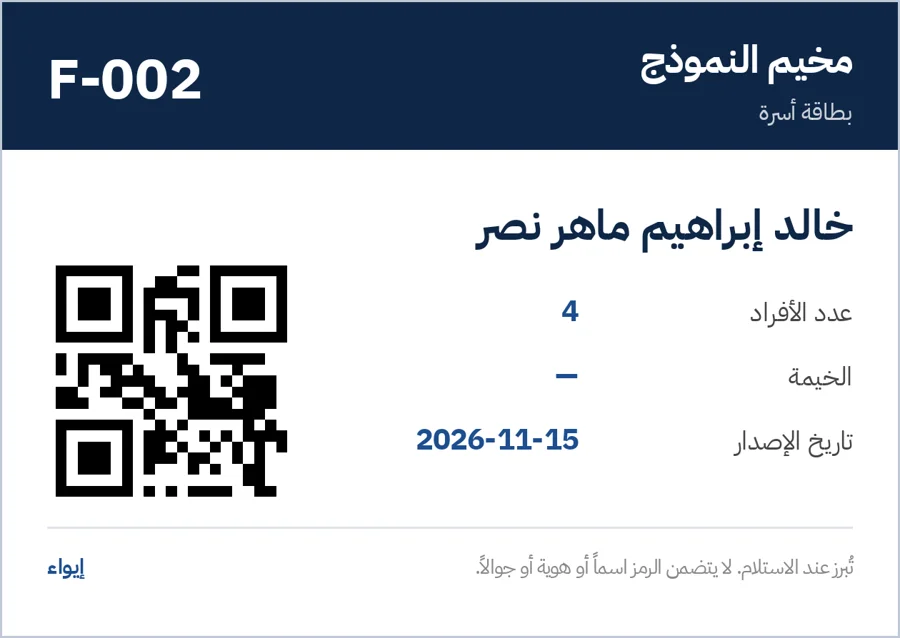 مخيم النموذج
بطاقة أسرة
F-002
خالد إبراهيم ماهر نصر
عدد الأفراد 4
الخيمة —
تاريخ الإصدار 2026-11-15
تُبرز عند الاستلام. لا يتضمن الرمز اسماً أو هوية أو جوالاً.
إيواء